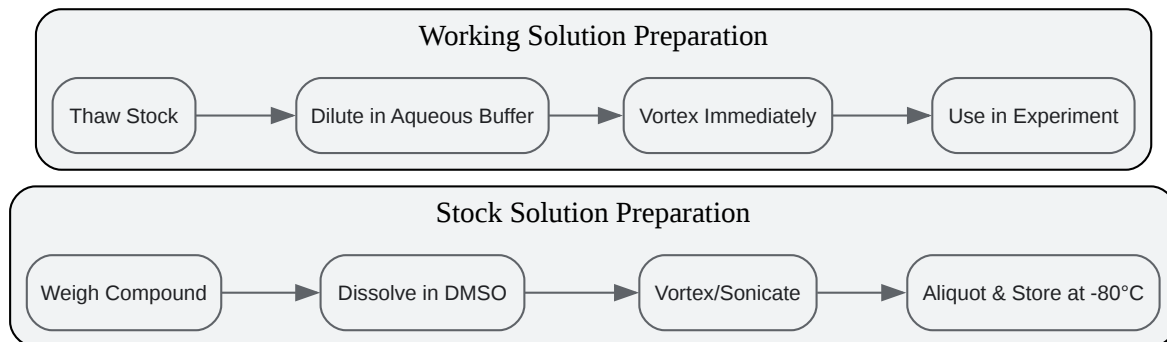 Working Solution Preparation
Thaw Stock
Dilute in Aqueous Buffer
Vortex Immediately
Use in Experiment
Stock Solution Preparation
Weigh Compound
Dissolve in DMSO
Vortex/Sonicate
Aliquot & Store at -80°C